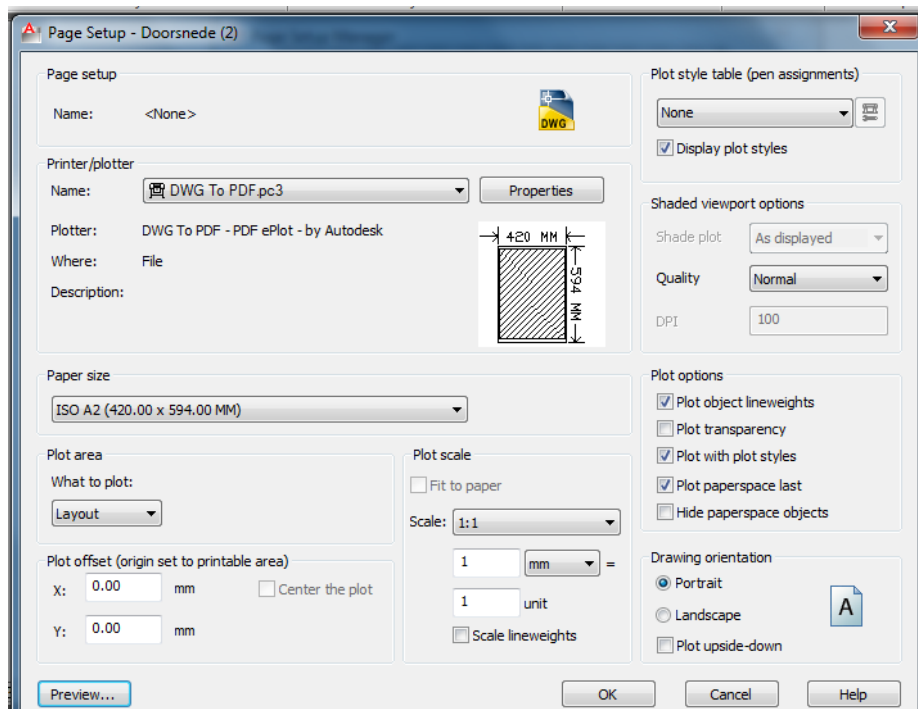 Page Setup - Doorsnede (2)
Page setup
Name: <None>
DWG
Plot style table (pen assignments)
None
Display plot styles
Printer/plotter
Name: DWG To PDF.pc3 Properties
Plotter: DWG To PDF - PDF ePlot - by Autodesk
Where: File
Description:
420 MM
594 MM
Shaded viewport options
Shade plot As displayed
Quality Normal
DPI 100
Paper size
ISO A2 (420.00 x 594.00 MM)
Plot options
Plot object lineweights
Plot transparency
Plot with plot styles
Plot paperspace last
Hide paperspace objects
Plot area
What to plot:
Layout
Plot scale
Fit to paper
Scale: 1:1
1 mm =
1 unit
Scale lineweights
Plot offset (origin set to printable area)
X: 0.00 mm Center the plot
Y: 0.00 mm
Drawing orientation
Portrait
Landscape
Plot upside-down
A
Preview... OK Cancel Help